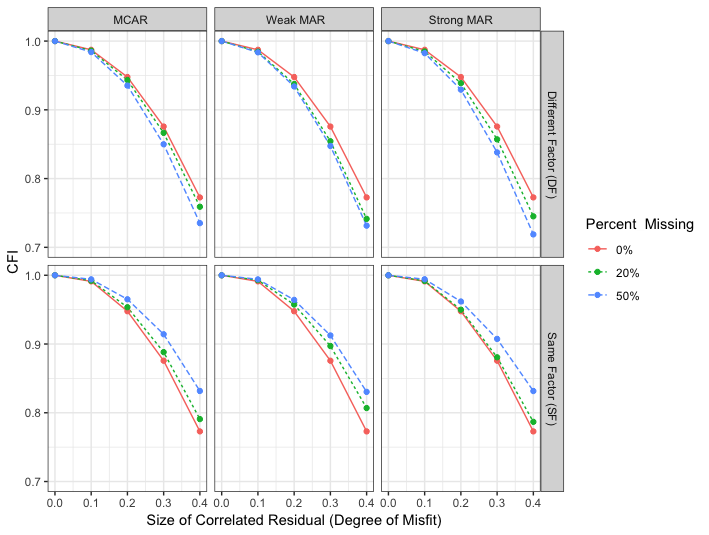 MCAR Weak MAR Strong MAR
1.0
0.9
0.8
0.7
Different Factor (DF)
1.0
0.9
0.8
0.7
Same Factor (SF)
CFI
0.0 0.1 0.2 0.3 0.4 0.0 0.1 0.2 0.3 0.4 0.0 0.1 0.2 0.3 0.4
Size of Correlated Residual (Degree of Misfit)
Percent Missing
0%
20%
50%